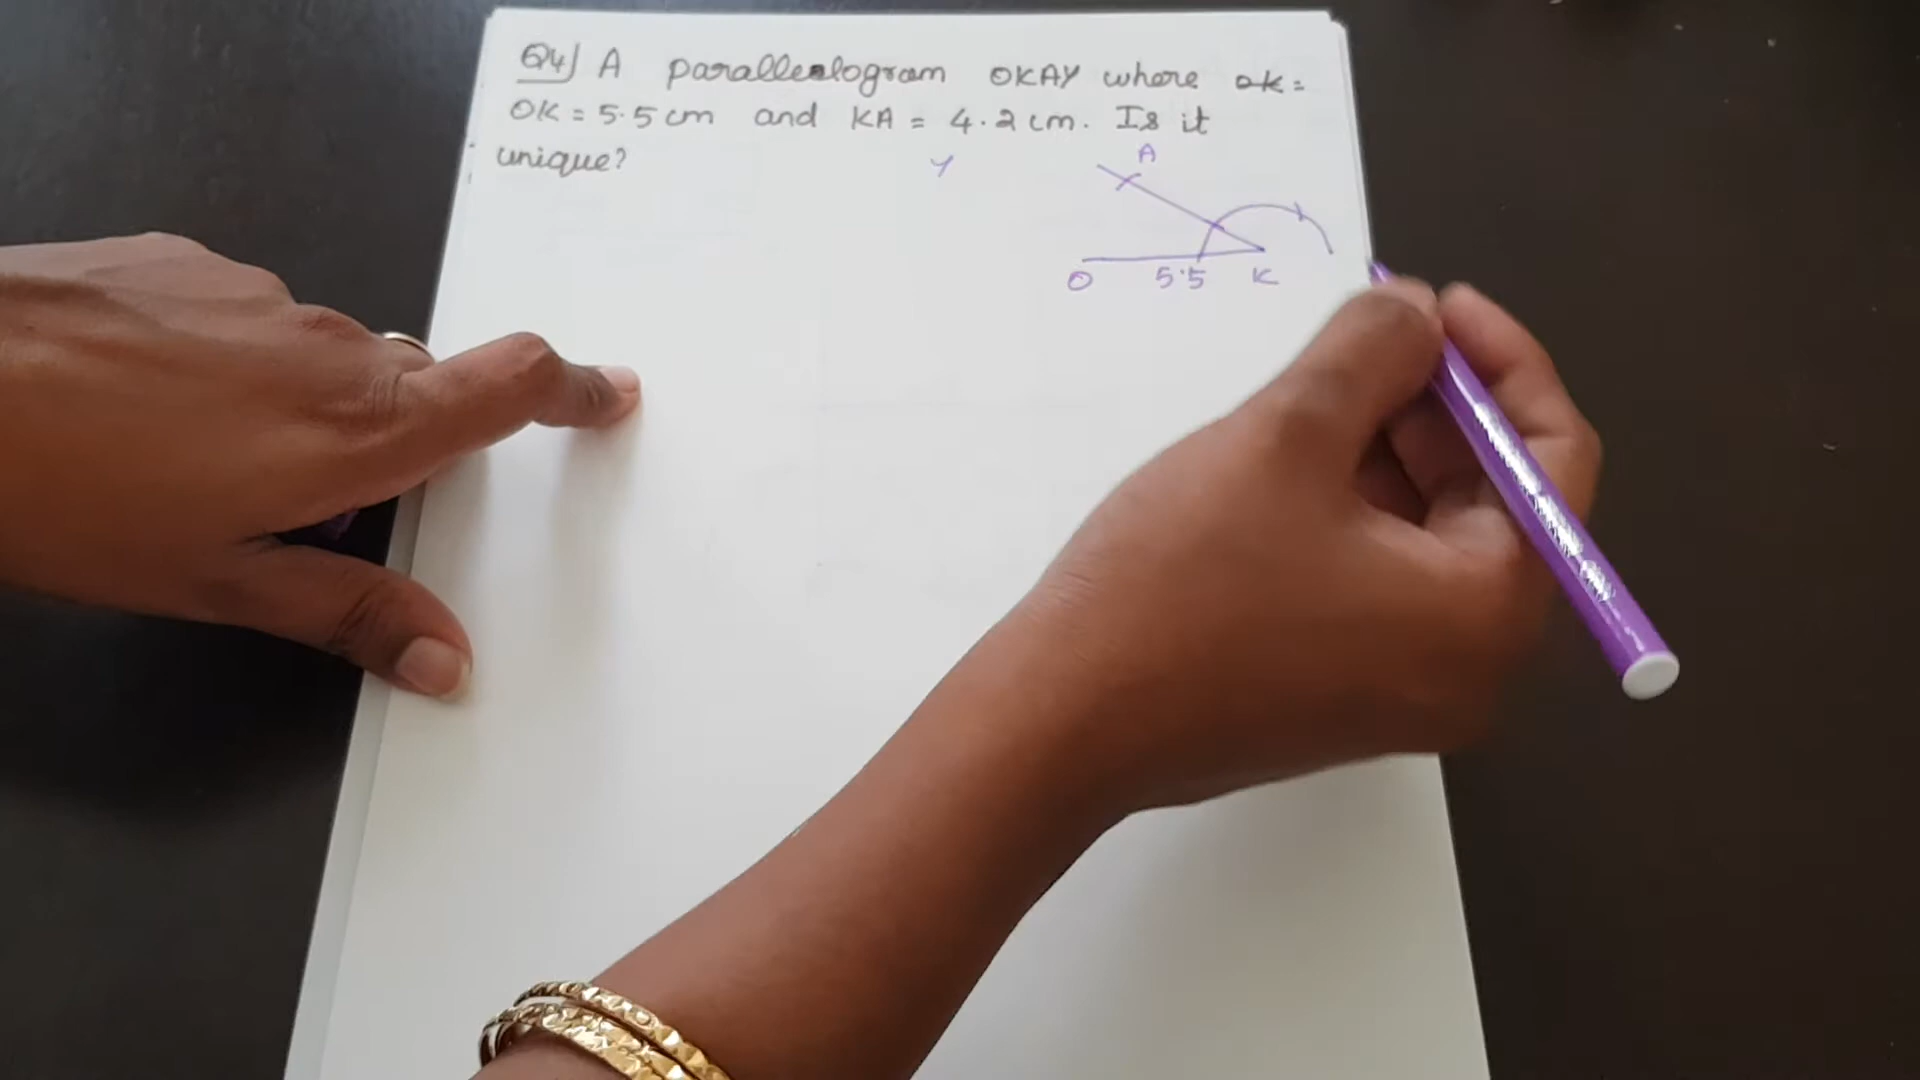 Q4) A parallelogram OKAY where ok =
OK = 5.5 cm and KA = 4.2 cm. Is it
unique?
Y
A
O 5.5 K